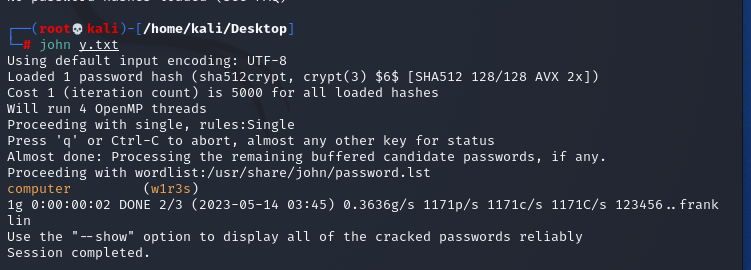 No password hashes loaded (see FAQ)
┌──(root💀kali)-[/home/kali/Desktop]
└─# john y.txt
Using default input encoding: UTF-8
Loaded 1 password hash (sha512crypt, crypt(3) $6$ [SHA512 128/128 AVX 2x])
Cost 1 (iteration count) is 5000 for all loaded hashes
Will run 4 OpenMP threads
Proceeding with single, rules:Single
Press 'q' or Ctrl-C to abort, almost any other key for status
Almost done: Processing the remaining buffered candidate passwords, if any.
Proceeding with wordlist:/usr/share/john/password.lst
computer         (w1r3s)
1g 0:00:00:02 DONE 2/3 (2023-05-14 03:45) 0.3636g/s 1171p/s 1171c/s 1171C/s 123456..frank
lin
Use the "--show" option to display all of the cracked passwords reliably
Session completed.